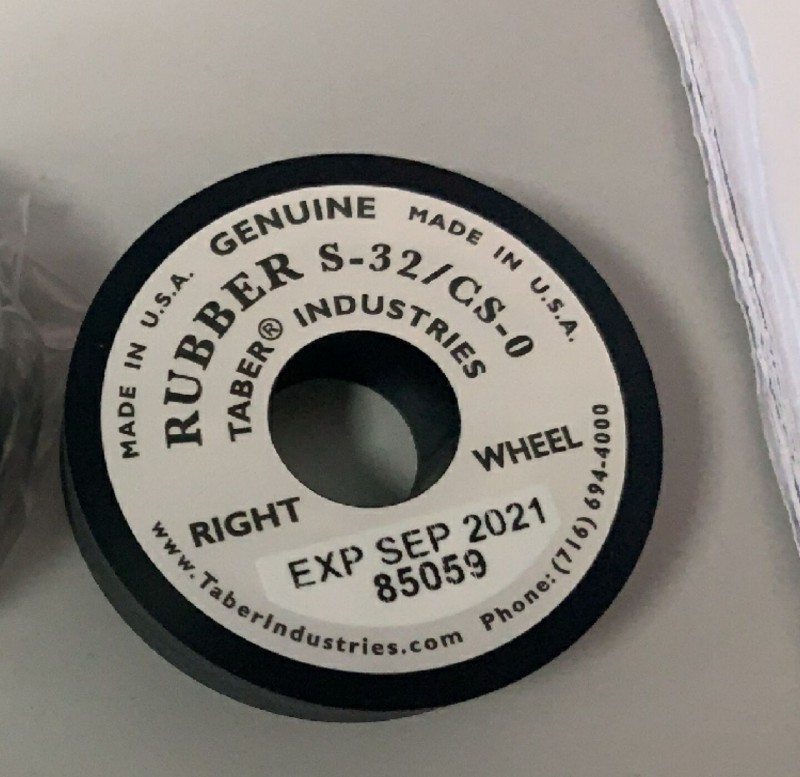 GENUINE
MADE IN U.S.A.
MADE IN U.S.A.
RUBBER S-32/CS-0
TABER® INDUSTRIES
RIGHT WHEEL
EXP SEP 2021
85059
www.TaberIndustries.com Phone: (716) 694-4000